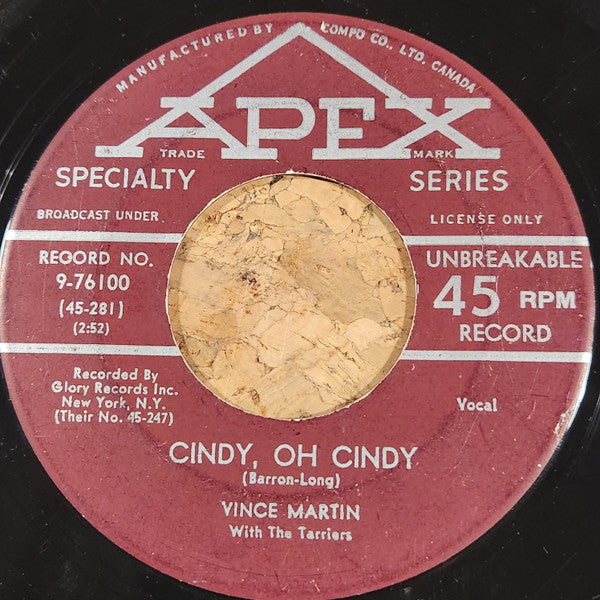 MANUFACTURED BY COMPO CO., LTD. CANADA
APEX
TRADE MARK
SPECIALTY SERIES
BROADCAST UNDER LICENSE ONLY
RECORD NO.
9-76100
(45-281)
(2:52)
UNBREAKABLE
45 RPM
RECORD
Recorded By
Glory Records Inc.
New York, N.Y.
(Their No. 45-247)
Vocal
CINDY, OH CINDY
(Barron-Long)
VINCE MARTIN
With The Tarriers